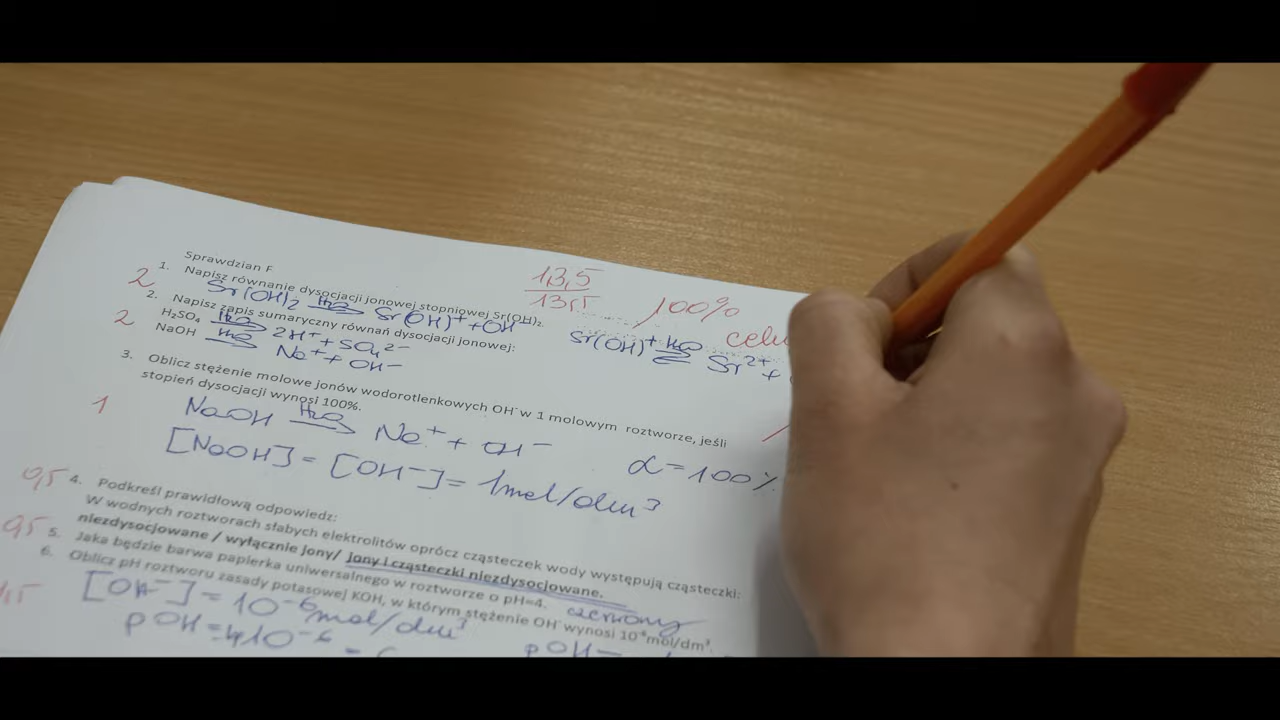 Sprawdzian F
13,5
13,5
100%
1. Napisz równanie dysocjacji jonowej stopniowej Sr(OH)₂.
2
Sr(OH)₂ H₂O Sr(OH)⁺ + OH⁻
Sr(OH)⁺ H₂O Sr²⁺ +
2. Napisz zapis sumaryczny równań dysocjacji jonowej:
2
H₂SO₄ H₂O 2H⁺ + SO₄²⁻
NaOH H₂O Na⁺ + OH⁻
3. Oblicz stężenie molowe jonów wodorotlenkowych OH⁻ w 1 molowym roztworze, jeśli
stopień dysocjacji wynosi 100%.
1
NaOH H₂O Na⁺ + OH⁻
α = 100%
[NaOH] = [OH⁻] = 1mol/dm³
0,5
4. Podkreśl prawidłową odpowiedz:
W wodnych roztworach słabych elektrolitów oprócz cząsteczek wody występują cząsteczki:
niezdysocjowane / wyłącznie jony/ jony i cząsteczki niezdysocjowane.
0,5
5. Jaka będzie barwa papierka uniwersalnego w roztworze o pH=4. czerwony
6. Oblicz pH roztworu zasady potasowej KOH, w którym stężenie OH⁻ wynosi 10⁻⁶mol/dm³.
[OH⁻] = 10⁻⁶mol/dm³